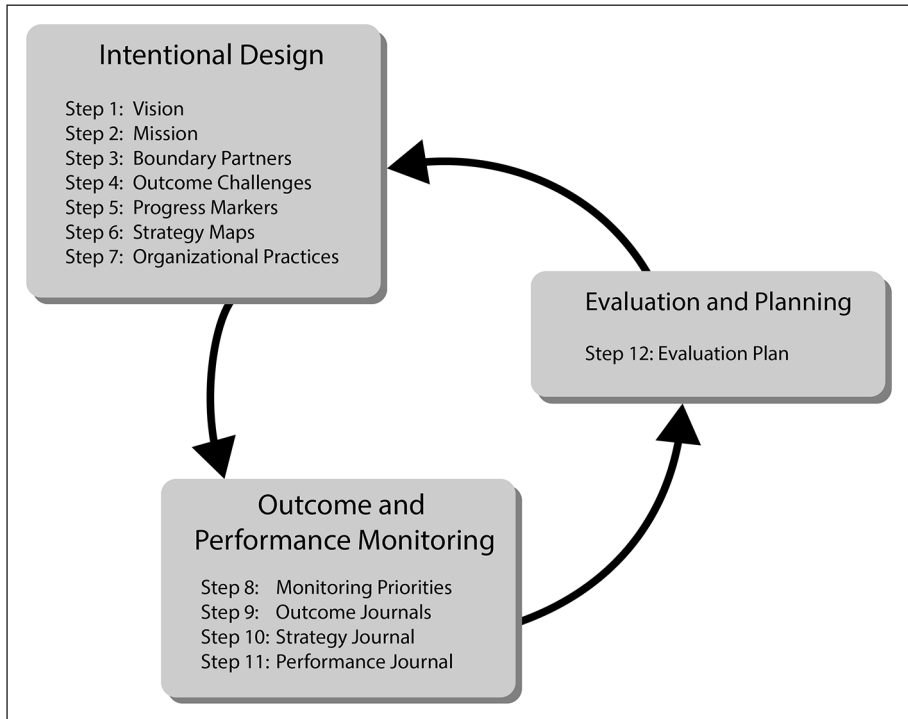 Intentional Design
Step 1: Vision
Step 2: Mission
Step 3: Boundary Partners
Step 4: Outcome Challenges
Step 5: Progress Markers
Step 6: Strategy Maps
Step 7: Organizational Practices
Evaluation and Planning
Step 12: Evaluation Plan
Outcome and
Performance Monitoring
Step 8: Monitoring Priorities
Step 9: Outcome Journals
Step 10: Strategy Journal
Step 11: Performance Journal